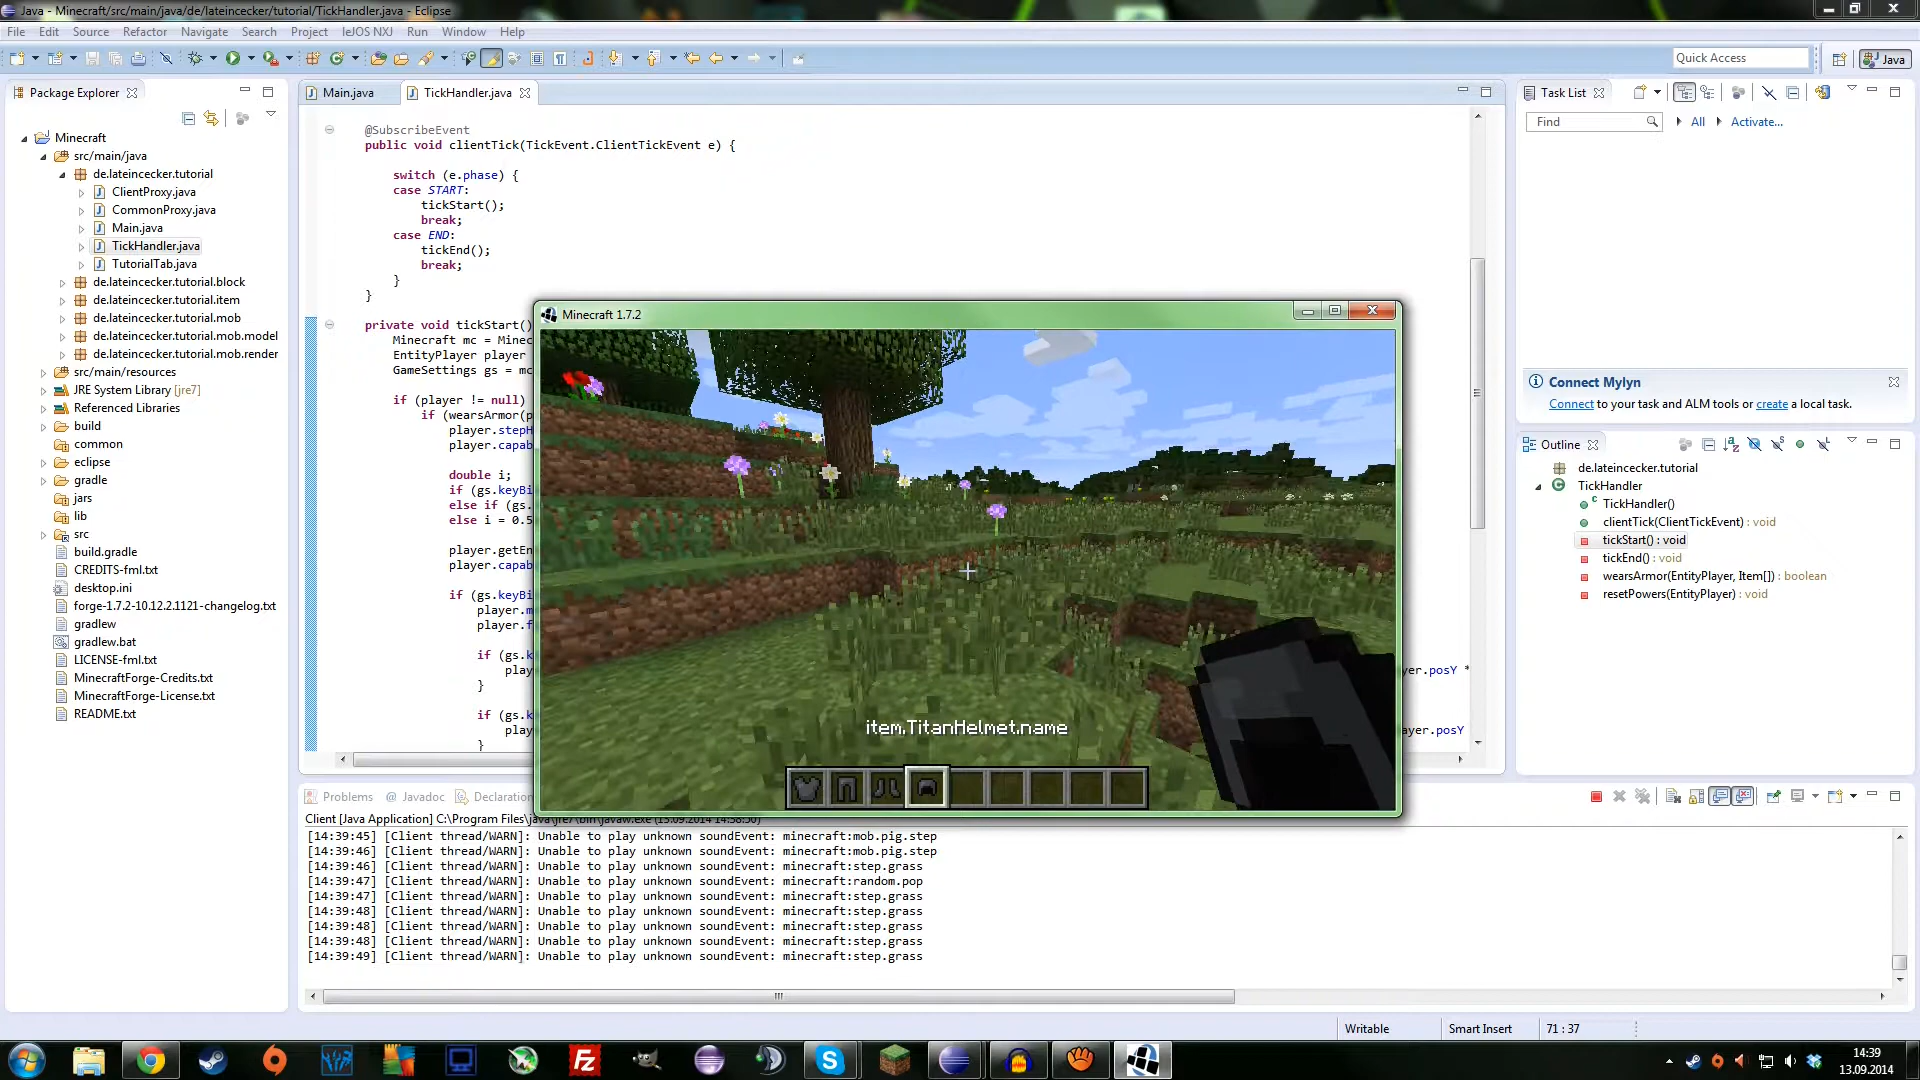 Java - Minecraft/src/main/java/de/lateincecker/tutorial/TickHandler.java - Eclipse
File Edit Source Refactor Navigate Search Project leJOS NXJ Run Window Help
Quick Access
Java
Package Explorer
Minecraft
src/main/java
de.lateincecker.tutorial
ClientProxy.java
CommonProxy.java
Main.java
TickHandler.java
TutorialTab.java
de.lateincecker.tutorial.block
de.lateincecker.tutorial.item
de.lateincecker.tutorial.mob
de.lateincecker.tutorial.mob.model
de.lateincecker.tutorial.mob.render
src/main/resources
JRE System Library [jre7]
Referenced Libraries
build
common
eclipse
gradle
jars
lib
src
build.gradle
CREDITS-fml.txt
desktop.ini
forge-1.7.2-10.12.2.1121-changelog.txt
gradlew
gradlew.bat
LICENSE-fml.txt
MinecraftForge-Credits.txt
MinecraftForge-License.txt
README.txt
Main.java
TickHandler.java
@SubscribeEvent
public void clientTick(TickEvent.ClientTickEvent e) {
switch (e.phase) {
case START:
tickStart();
break;
case END:
tickEnd();
break;
}
}
private void tickStart()
Minecraft mc = Minec
EntityPlayer player
GameSettings gs = mc
if (player != null)
if (wearsArmor(p
player.stepH
player.capab
double i;
if (gs.keyBi
else if (gs.
else i = 0.5
player.getEn
player.capab
if (gs.keyBi
player.m
player.f
if (gs.k
play
yer.posY *
}
if (gs.k
play
yer.posY
}
Minecraft 1.7.2
item.TitanHelmet.name
Task List
Find
All
Activate...
Connect Mylyn
Connect to your task and ALM tools or create a local task.
Outline
de.lateincecker.tutorial
TickHandler
TickHandler()
clientTick(ClientTickEvent) : void
tickStart() : void
tickEnd() : void
wearsArmor(EntityPlayer, Item[]) : boolean
resetPowers(EntityPlayer) : void
Problems
@ Javadoc
Declaration
[14:39:45] [Client thread/WARN]: Unable to play unknown soundEvent: minecraft:mob.pig.step
[14:39:46] [Client thread/WARN]: Unable to play unknown soundEvent: minecraft:mob.pig.step
[14:39:46] [Client thread/WARN]: Unable to play unknown soundEvent: minecraft:step.grass
[14:39:47] [Client thread/WARN]: Unable to play unknown soundEvent: minecraft:random.pop
[14:39:47] [Client thread/WARN]: Unable to play unknown soundEvent: minecraft:step.grass
[14:39:48] [Client thread/WARN]: Unable to play unknown soundEvent: minecraft:step.grass
[14:39:48] [Client thread/WARN]: Unable to play unknown soundEvent: minecraft:step.grass
[14:39:48] [Client thread/WARN]: Unable to play unknown soundEvent: minecraft:step.grass
[14:39:49] [Client thread/WARN]: Unable to play unknown soundEvent: minecraft:step.grass
Writable
Smart Insert
71 : 37
14:39
13.09.2014